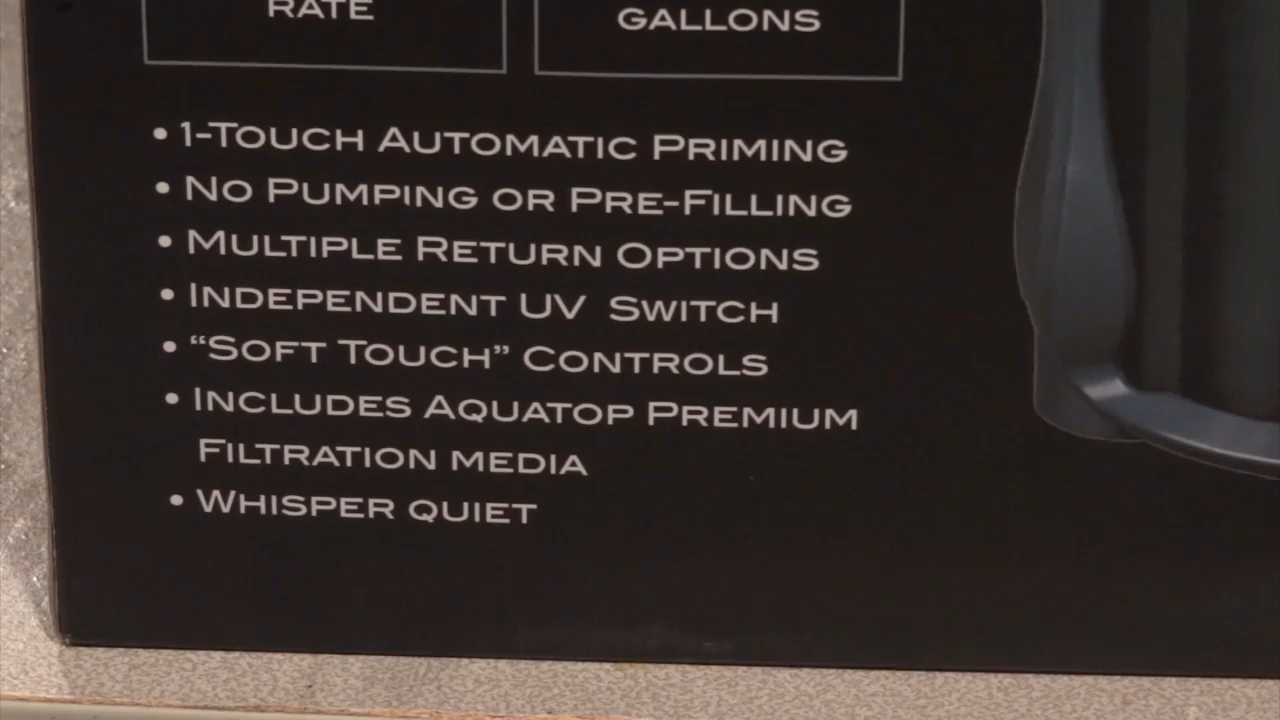 RATE
GALLONS
• 1-TOUCH AUTOMATIC PRIMING
• NO PUMPING OR PRE-FILLING
• MULTIPLE RETURN OPTIONS
• INDEPENDENT UV SWITCH
• “SOFT TOUCH” CONTROLS
• INCLUDES AQUATOP PREMIUM
FILTRATION MEDIA
• WHISPER QUIET